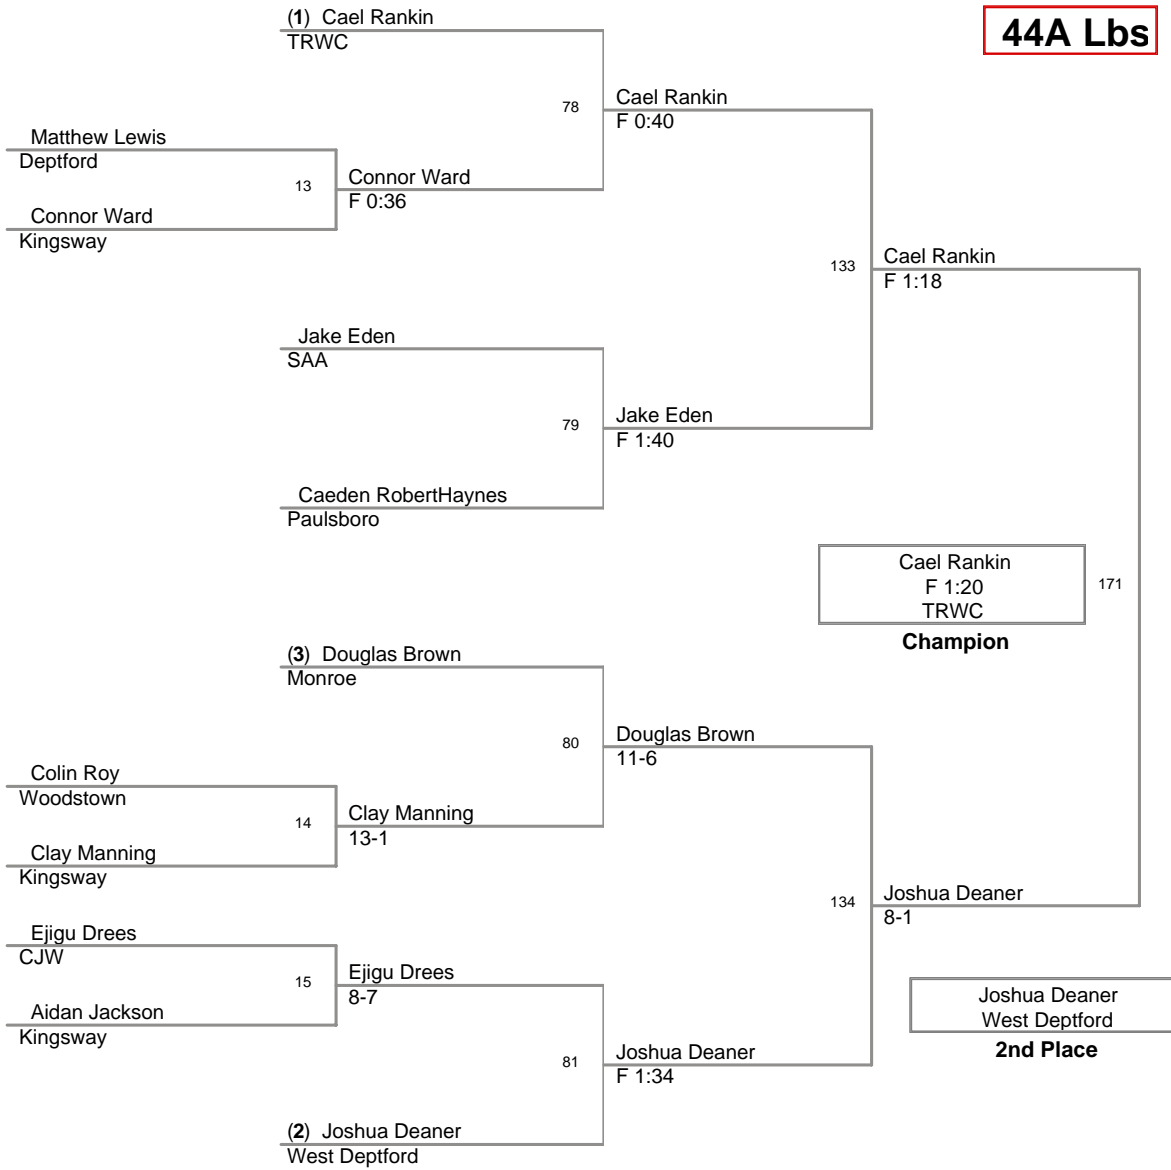 (1) Cael Rankin
TRWC
44A Lbs
78
Cael Rankin
F 0:40
Matthew Lewis
Deptford
13
Connor Ward
F 0:36
Connor Ward
Kingsway
133
Cael Rankin
F 1:18
Jake Eden
SAA
79
Jake Eden
F 1:40
Caeden RobertHaynes
Paulsboro
Cael Rankin
F 1:20
TRWC
171
Champion
(3) Douglas Brown
Monroe
80
Douglas Brown
11-6
Colin Roy
Woodstown
14
Clay Manning
13-1
Clay Manning
Kingsway
134
Joshua Deaner
8-1
Ejigu Drees
CJW
15
Ejigu Drees
8-7
Aidan Jackson
Kingsway
Joshua Deaner
West Deptford
2nd Place
81
Joshua Deaner
F 1:34
(2) Joshua Deaner
West Deptford